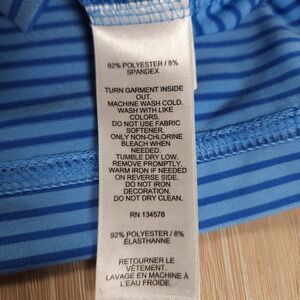 92% POLYESTER / 8%
SPANDEX
TURN GARMENT INSIDE
OUT.
MACHINE WASH COLD.
WASH WITH LIKE
COLORS.
DO NOT USE FABRIC
SOFTENER.
ONLY NON-CHLORINE
BLEACH WHEN
NEEDED.
TUMBLE DRY LOW.
REMOVE PROMPTLY.
WARM IRON IF NEEDED
ON REVERSE SIDE.
DO NOT IRON
DECORATION.
DO NOT DRY CLEAN.
RN 134578
92% POLYESTER / 8%
ÉLASTHANNE
RETOURNER LE
VÊTEMENT.
LAVAGE EN MACHINE À
L'EAU FROIDE.